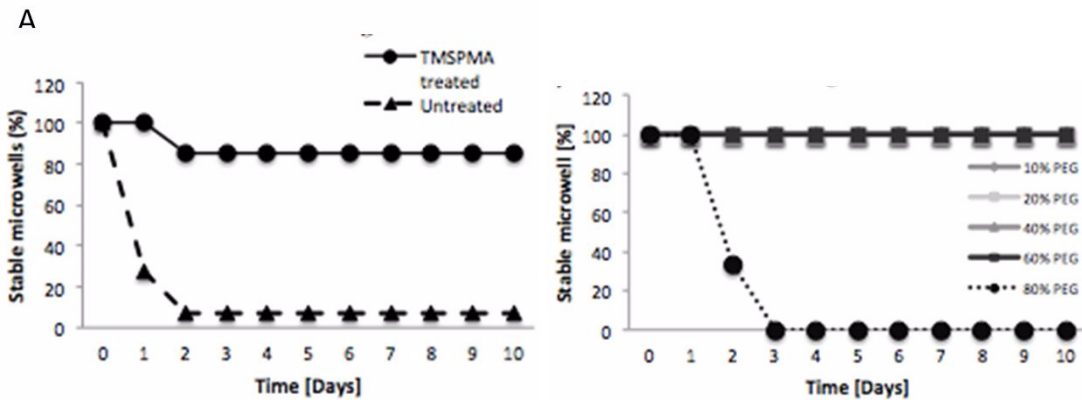 A
TMSPMA
treated
Untreated
Stable microwells (%)
120
100
80
60
40
20
0
0 1 2 3 4 5 6 7 8 9 10
Time [Days]
Stable microwell [%]
120
100
80
60
40
20
0
10% PEG
20% PEG
40% PEG
60% PEG
80% PEG
0 1 2 3 4 5 6 7 8 9 10
Time [Days]